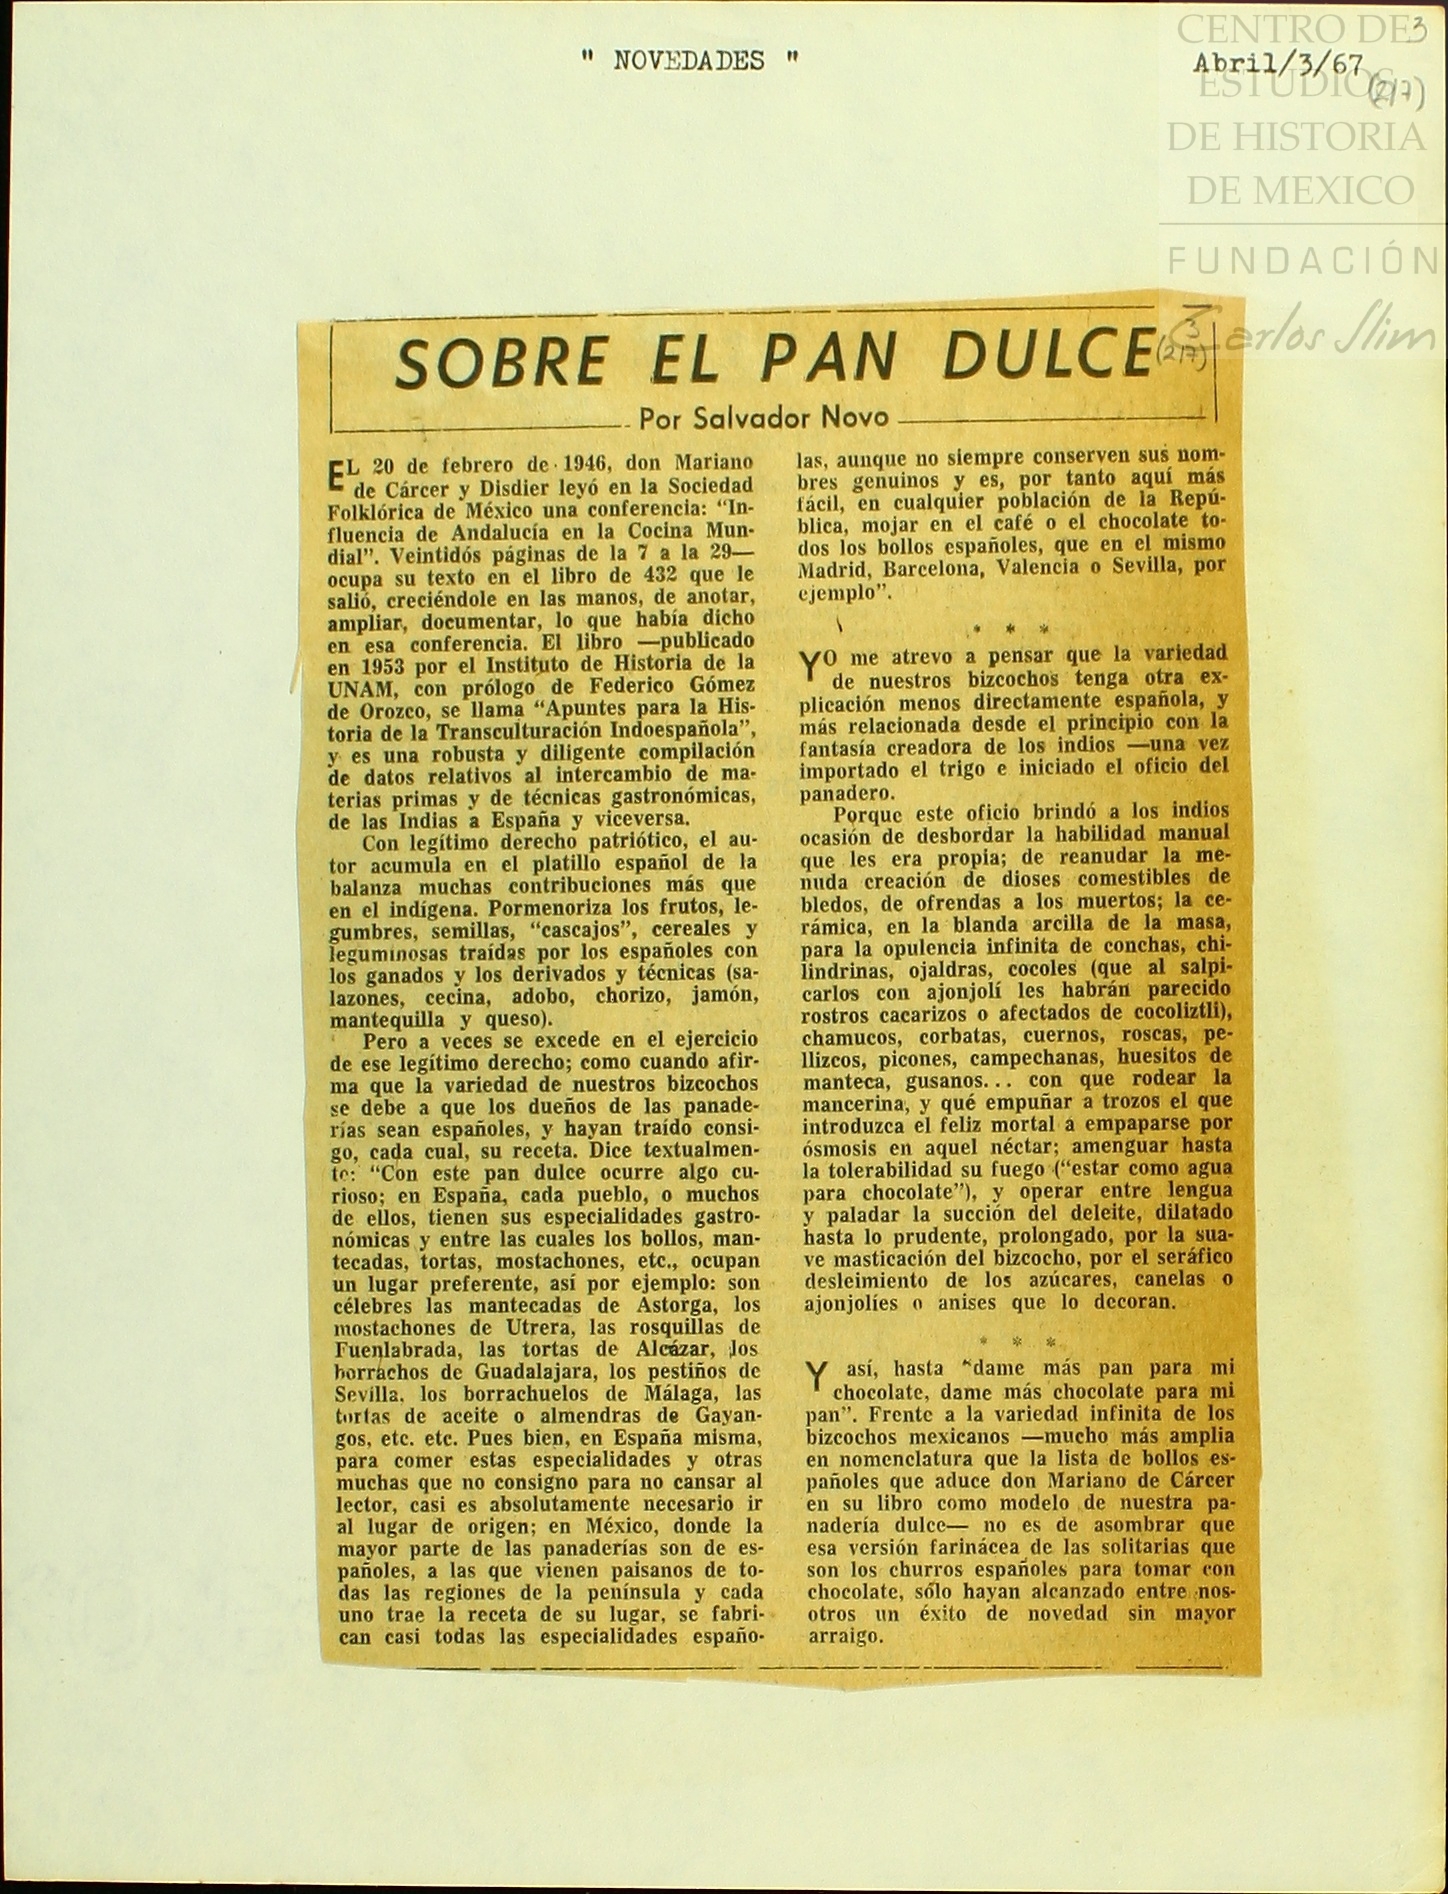 " NOVEDADES "
Abril/3/67
3
(2/7)
CENTRO DE
ESTUDIOS
DE HISTORIA
DE MEXICO
FUNDACIÓN
Carlos Slim
3
(2/7)
SOBRE EL PAN DULCE
Por Salvador Novo
EL 20 de febrero de 1946, don Mariano
de Cárcer y Disdier leyó en la Sociedad
Folklórica de México una conferencia: “In-
fluencia de Andalucía en la Cocina Mun-
dial”. Veintidós páginas de la 7 a la 29—
ocupa su texto en el libro de 432 que le
salió, creciéndole en las manos, de anotar,
ampliar, documentar, lo que había dicho
en esa conferencia. El libro —publicado
en 1953 por el Instituto de Historia de la
UNAM, con prólogo de Federico Gómez
de Orozco, se llama “Apuntes para la His-
toria de la Transculturación Indoespañola”,
y es una robusta y diligente compilación
de datos relativos al intercambio de ma-
terias primas y de técnicas gastronómicas,
de las Indias a España y viceversa.
Con legítimo derecho patriótico, el au-
tor acumula en el platillo español de la
balanza muchas contribuciones más que
en el indígena. Pormenoriza los frutos, le-
gumbres, semillas, “cascajos”, cereales y
leguminosas traídas por los españoles con
los ganados y los derivados y técnicas (sa-
lazones, cecina, adobo, chorizo, jamón,
mantequilla y queso).
Pero a veces se excede en el ejercicio
de ese legítimo derecho; como cuando afir-
ma que la variedad de nuestros bizcochos
se debe a que los dueños de las panade-
rías sean españoles, y hayan traído consi-
go, cada cual, su receta. Dice textualmen-
te: “Con este pan dulce ocurre algo cu-
rioso; en España, cada pueblo, o muchos
de ellos, tienen sus especialidades gastro-
nómicas y entre las cuales los bollos, man-
tecadas, tortas, mostachones, etc., ocupan
un lugar preferente, así por ejemplo: son
célebres las mantecadas de Astorga, los
mostachones de Utrera, las rosquillas de
Fuenlabrada, las tortas de Alcázar, los
borrachos de Guadalajara, los pestiños de
Sevilla, los borrachuelos de Málaga, las
tortas de aceite o almendras de Gayan-
gos, etc. etc. Pues bien, en España misma,
para comer estas especialidades y otras
muchas que no consigno para no cansar al
lector, casi es absolutamente necesario ir
al lugar de origen; en México, donde la
mayor parte de las panaderías son de es-
pañoles, a las que vienen paisanos de to-
das las regiones de la península y cada
uno trae la receta de su lugar, se fabri-
can casi todas las especialidades españo-
las, aunque no siempre conserven sus nom-
bres genuinos y es, por tanto aquí más
fácil, en cualquier población de la Repú-
blica, mojar en el café o el chocolate to-
dos los bollos españoles, que en el mismo
Madrid, Barcelona, Valencia o Sevilla, por
ejemplo”.
* * *
YO me atrevo a pensar que la variedad
de nuestros bizcochos tenga otra ex-
plicación menos directamente española, y
más relacionada desde el principio con la
fantasía creadora de los indios —una vez
importado el trigo e iniciado el oficio del
panadero.
Porque este oficio brindó a los indios
ocasión de desbordar la habilidad manual
que les era propia; de reanudar la me-
nuda creación de dioses comestibles de
bledos, de ofrendas a los muertos; la ce-
rámica, en la blanda arcilla de la masa,
para la opulencia infinita de conchas, chi-
lindrinas, ojaldras, cocoles (que al salpi-
carlos con ajonjolí les habrán parecido
rostros cacarizos o afectados de cocoliztli),
chamucos, corbatas, cuernos, roscas, pe-
llizcos, picones, campechanas, huesitos de
manteca, gusanos... con que rodear la
mancerina, y qué empuñar a trozos el que
introduzca el feliz mortal a empaparse por
ósmosis en aquel néctar; amenguar hasta
la tolerabilidad su fuego (“estar como agua
para chocolate”), y operar entre lengua
y paladar la succión del deleite, dilatado
hasta lo prudente, prolongado, por la sua-
ve masticación del bizcocho, por el seráfico
desleimiento de los azúcares, canelas o
ajonjolíes o anises que lo decoran.
* * *
Y así, hasta “dame más pan para mi
chocolate, dame más chocolate para mi
pan”. Frente a la variedad infinita de los
bizcochos mexicanos —mucho más amplia
en nomenclatura que la lista de bollos es-
pañoles que aduce don Mariano de Cárcer
en su libro como modelo de nuestra pa-
nadería dulce— no es de asombrar que
esa versión farinácea de las solitarias que
son los churros españoles para tomar con
chocolate, sólo hayan alcanzado entre nos-
otros un éxito de novedad sin mayor
arraigo.